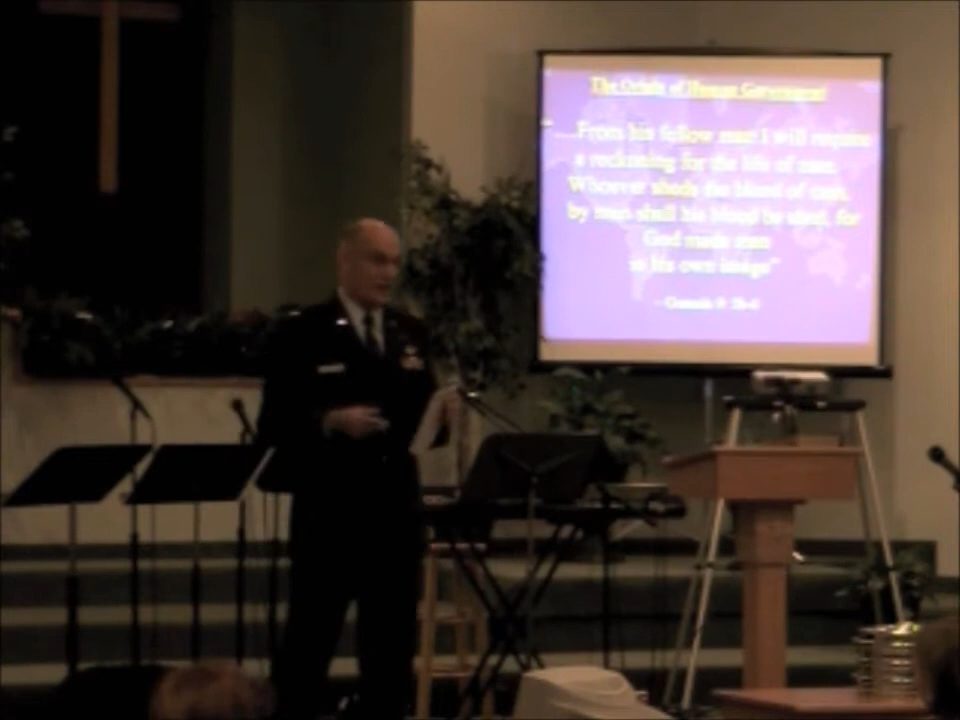 The Origin of Human Government
"....From his fellow man I will require
a reckoning for the life of man.
Whoever sheds the blood of man,
by man shall his blood be shed, for
God made man
in his own image"
- Genesis 9: